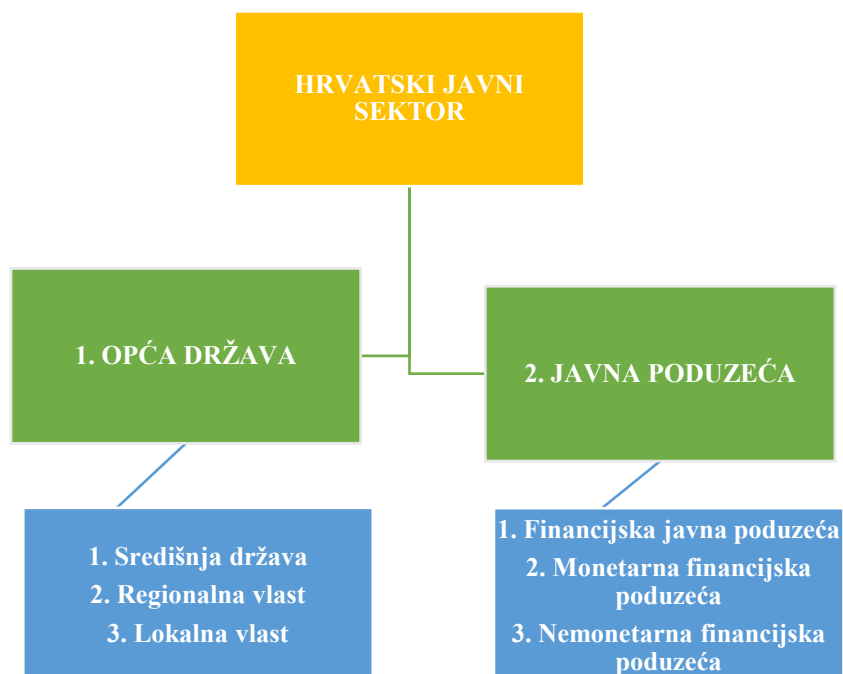 HRVATSKI JAVNI
SEKTOR
1. OPĆA DRŽAVA
2. JAVNA PODUZEĆA
1. Središnja država
2. Regionalna vlast
3. Lokalna vlast
1. Financijska javna poduzeća
2. Monetarna financijska
poduzeća
3. Nemonetarna financijska
poduzeća